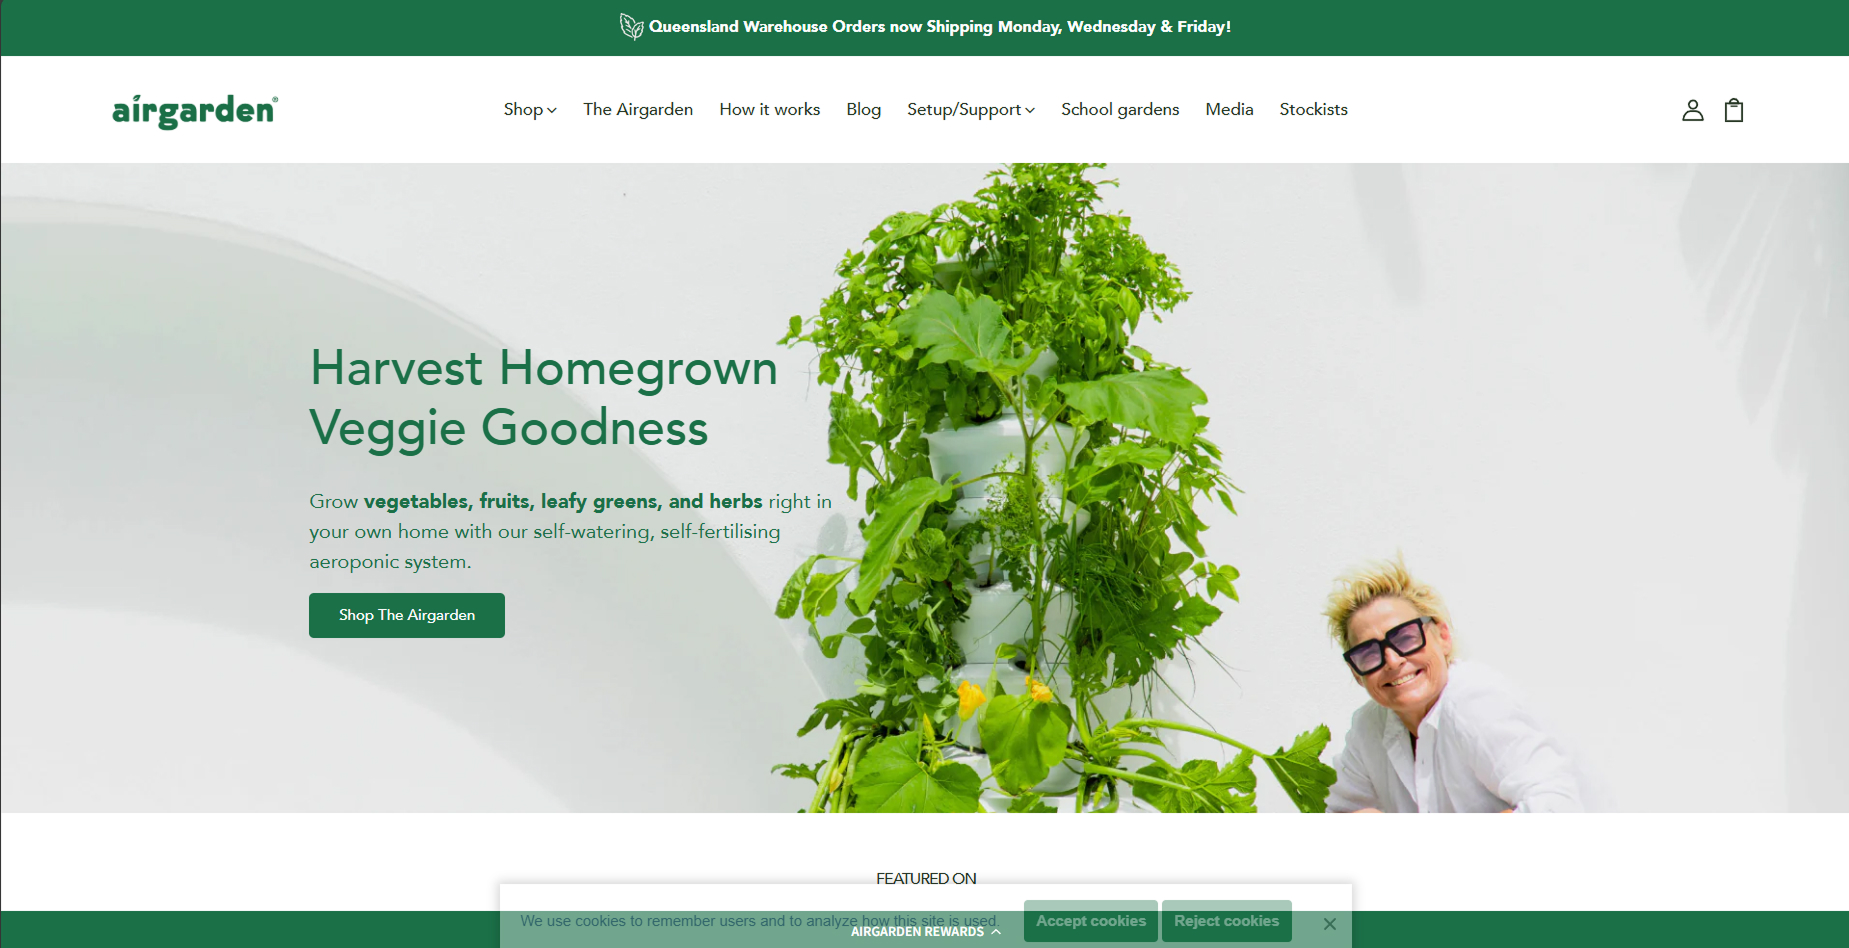 Queensland Warehouse Orders now Shipping Monday, Wednesday & Friday!
airgarden®
Shop The Airgarden How it works Blog Setup/Support School gardens Media Stockists
Harvest Homegrown
Veggie Goodness
Grow vegetables, fruits, leafy greens, and herbs right in
your own home with our self-watering, self-fertilising
aeroponic system.
Shop The Airgarden
FEATURED ON
We use cookies to remember users and to analyze how this site is used.
Accept cookies Reject cookies
AIRGARDEN REWARDS